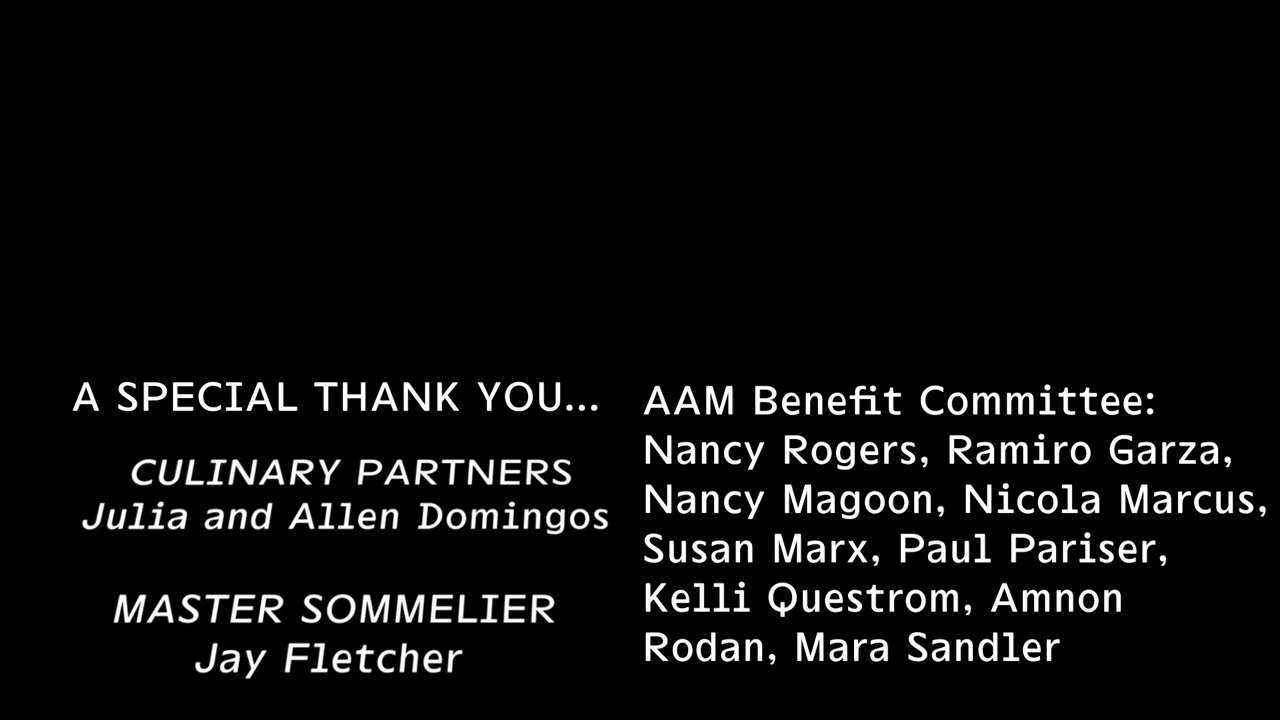 A SPECIAL THANK YOU...
CULINARY PARTNERS
Julia and Allen Domingos
MASTER SOMMELIER
Jay Fletcher
AAM Benefit Committee:
Nancy Rogers, Ramiro Garza,
Nancy Magoon, Nicola Marcus,
Susan Marx, Paul Pariser,
Kelli Questrom, Amnon
Rodan, Mara Sandler